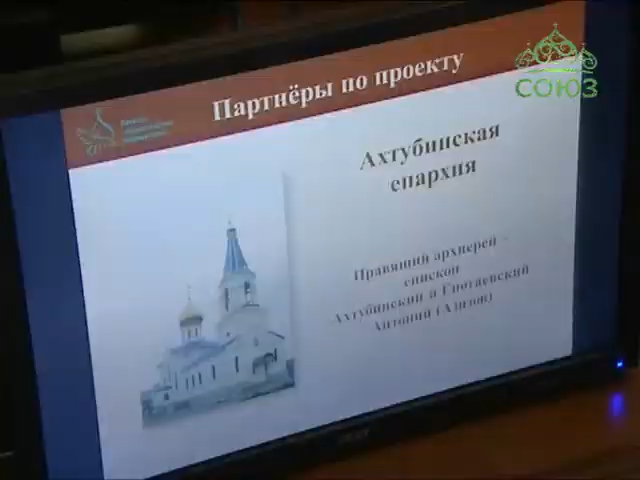 СОЮЗ
Партнёры по проекту
Ахтубинская
епархия
Правящий архиерей -
епископ
Ахтубинский и Енотаевский
Антоний (Азизов)